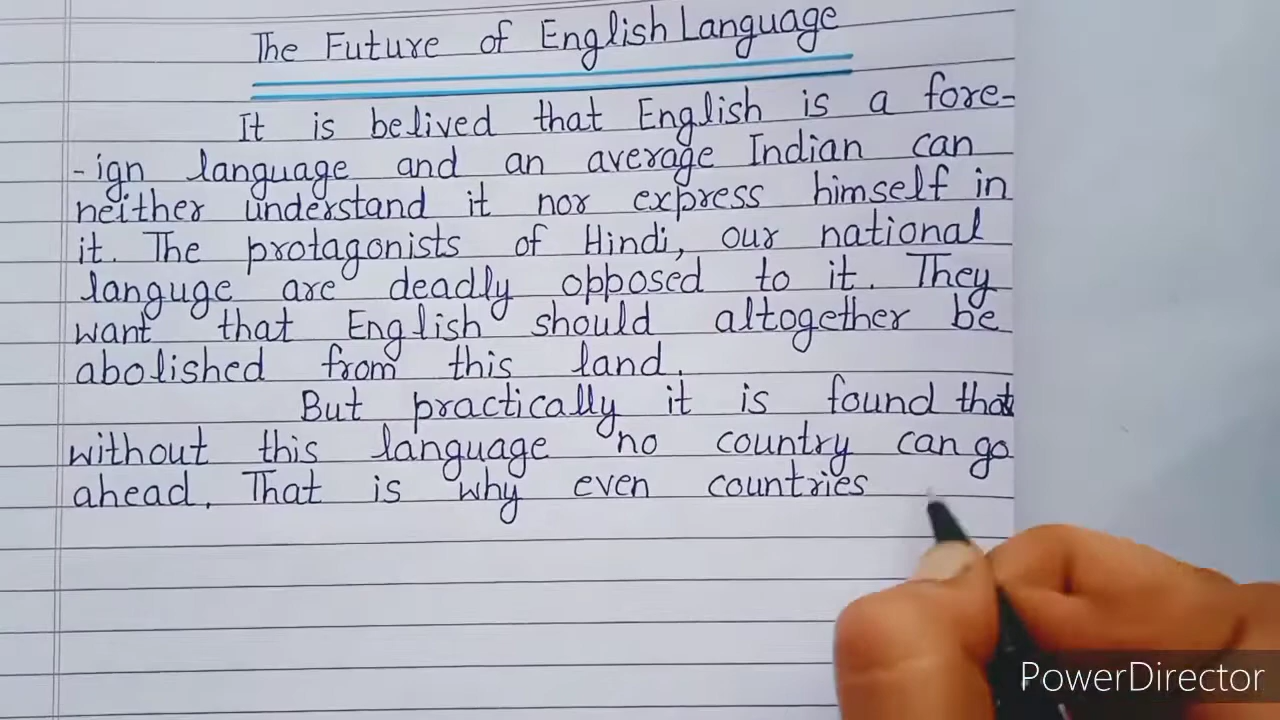 The Future of English Language
It is belived that English is a fore-
-ign language and an average Indian can
neither understand it nor express himself in
it. The protagonists of Hindi, our national
languge are deadly opposed to it. They
want that English should altogether be
abolished from this land.
But practically it is found that
without this language no country can go
ahead. That is why even countries
PowerDirector